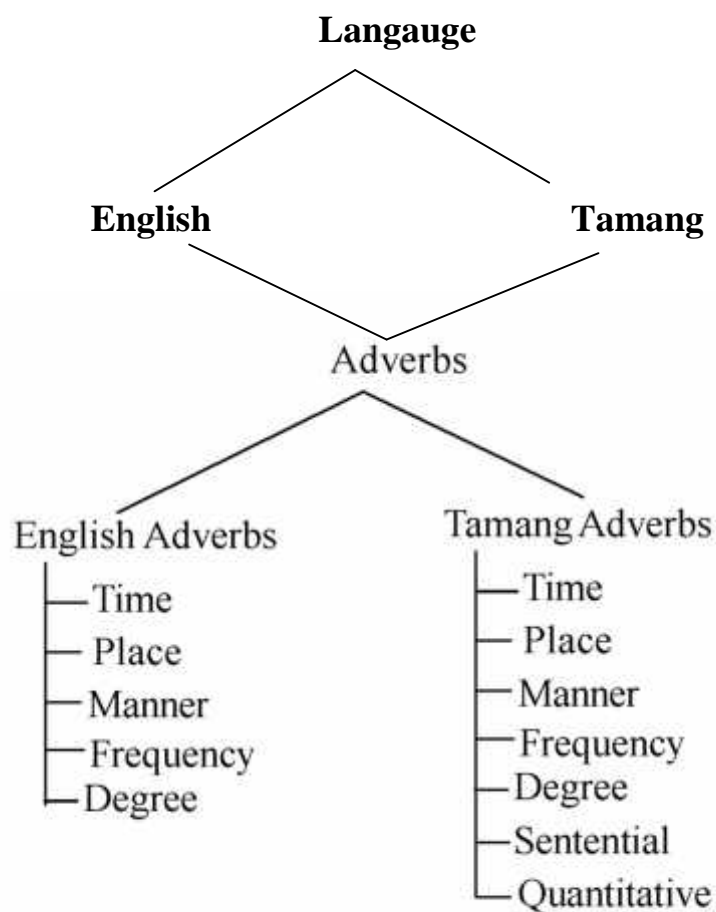 Langauge
English Tamang
Adverbs
English Adverbs
Time
Place
Manner
Frequency
Degree
Tamang Adverbs
Time
Place
Manner
Frequency
Degree
Sentential
Quantitative